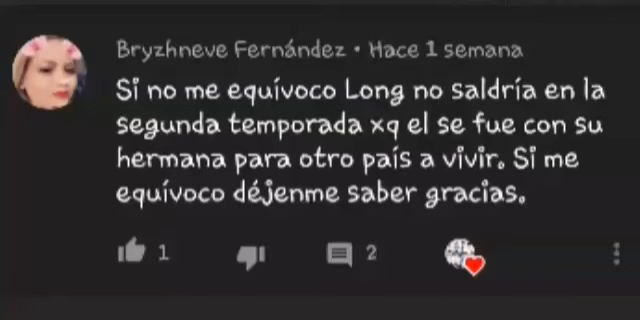 Bryzhneve Fernández • Hace 1 semana
Si no me equívoco Long no saldría en la
segunda temporada xq el se fue con su
hermana para otro país a vivir. Si me
equívoco déjenme saber gracias.
1 2